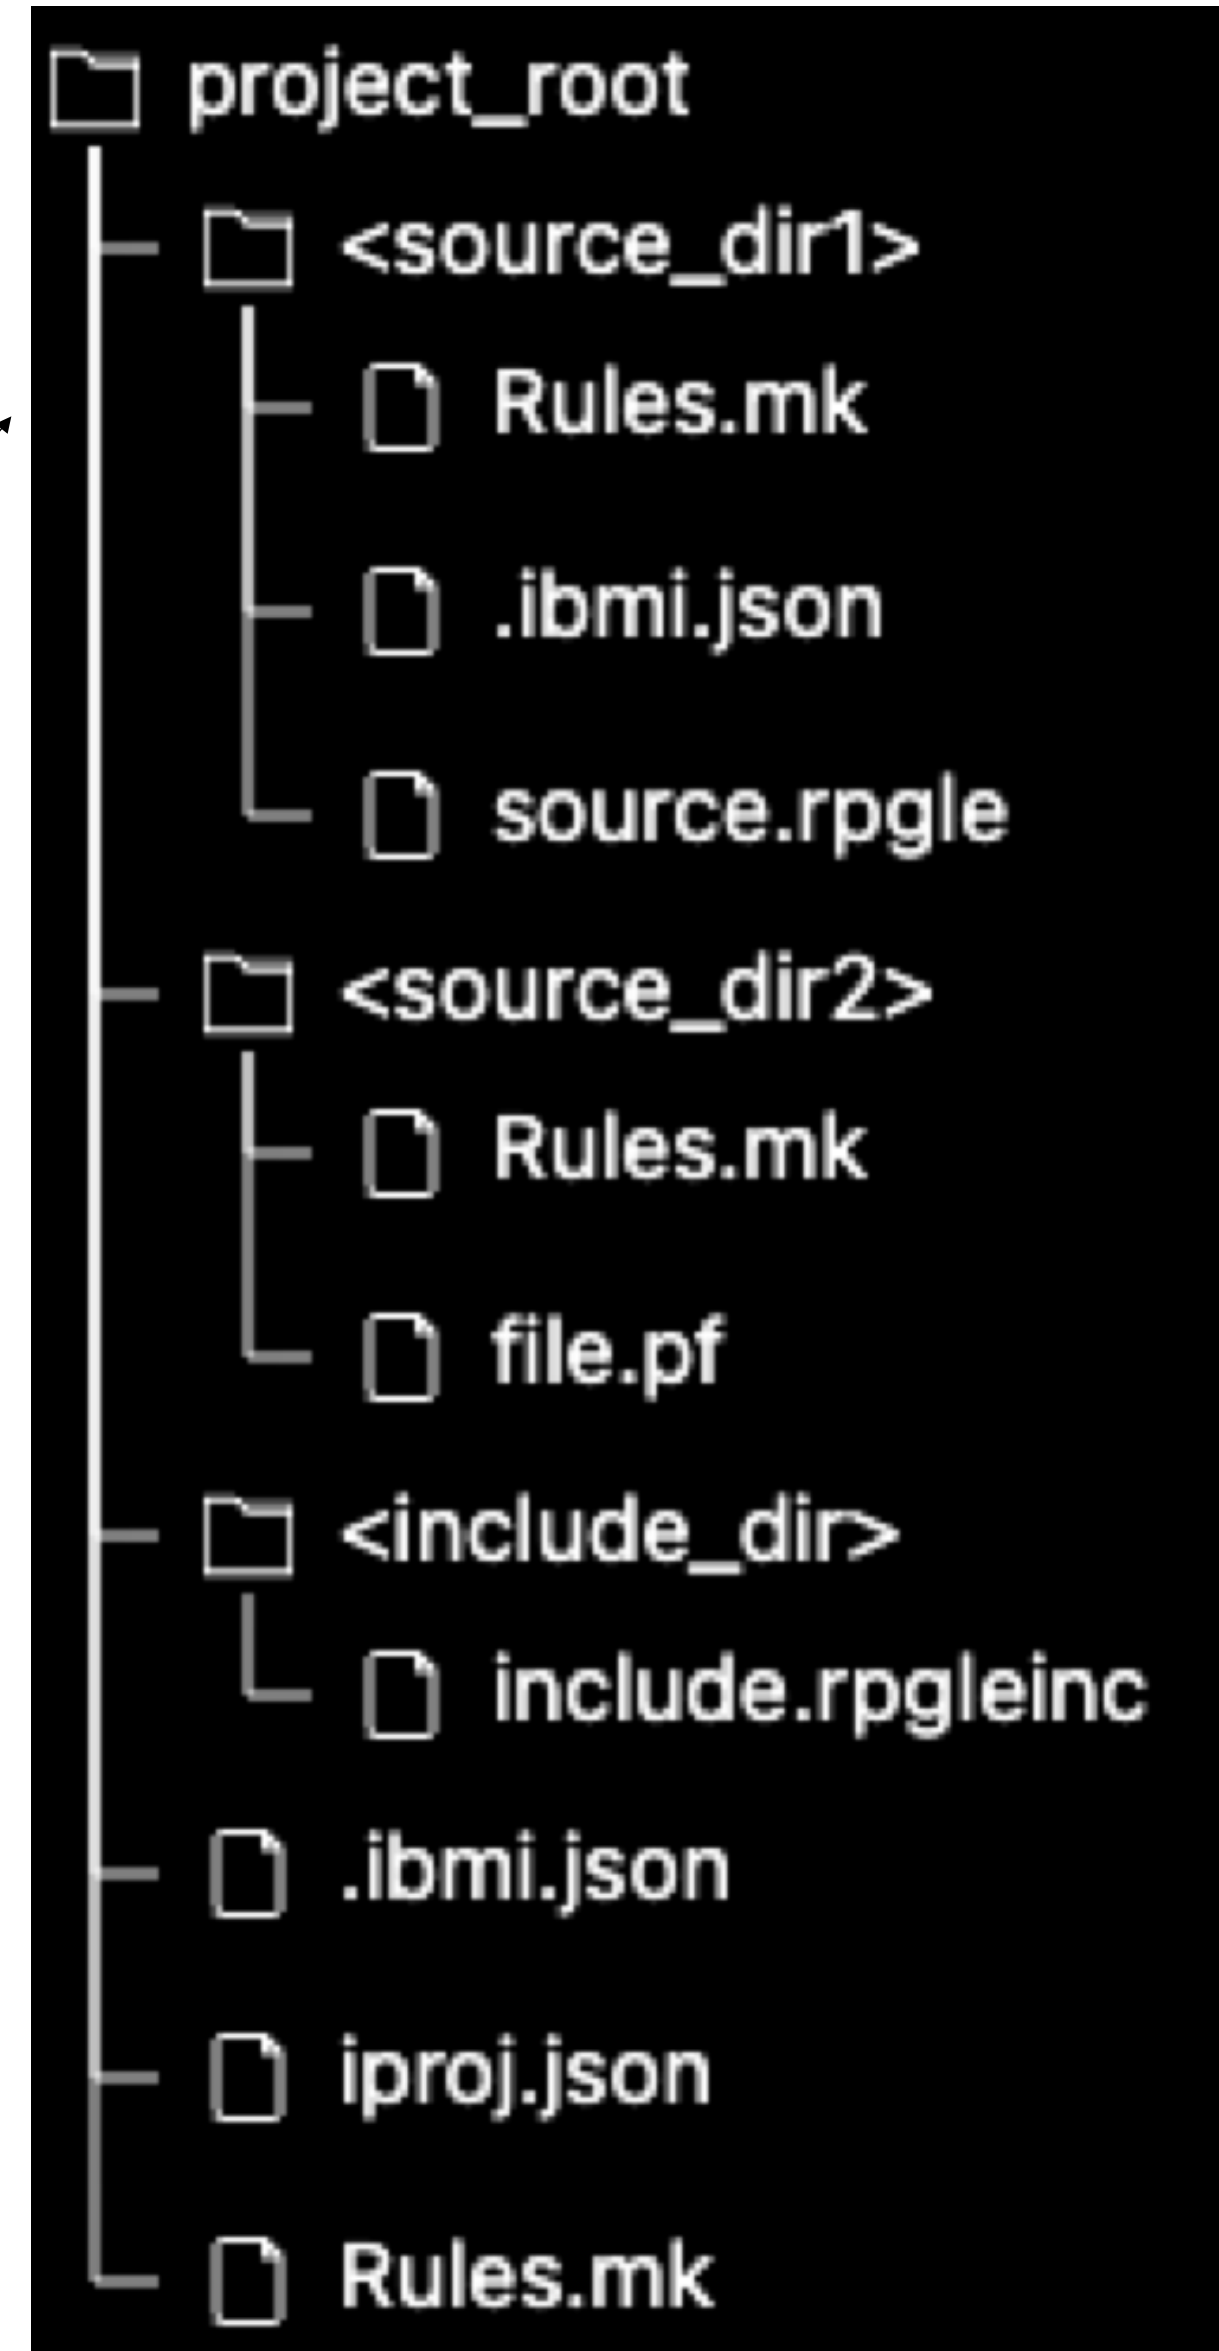 project_root
<source_dir1>
Rules.mk
.ibmi.json
source.rpgle
<source_dir2>
Rules.mk
file.pf
<include_dir>
include.rpgleinc
.ibmi.json
iproj.json
Rules.mk